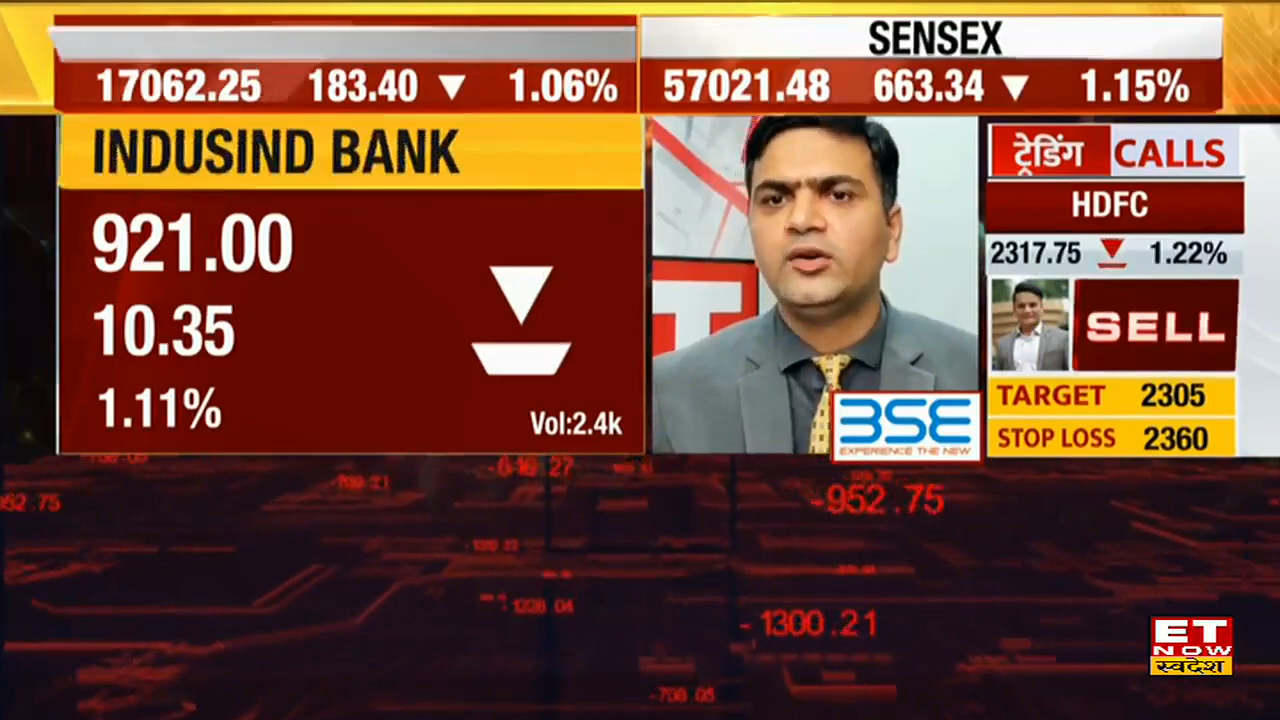 SENSEX
17062.25 183.40 ▼ 1.06%
57021.48 663.34 ▼ 1.15%
INDUSIND BANK
921.00
10.35
1.11%
Vol:2.4k
BSE
EXPERIENCE THE NEW
ट्रेडिंग CALLS
HDFC
2317.75 ▼ 1.22%
SELL
TARGET 2305
STOP LOSS 2360
-952.75
-1300.21
ET
NOW
स्वदेश